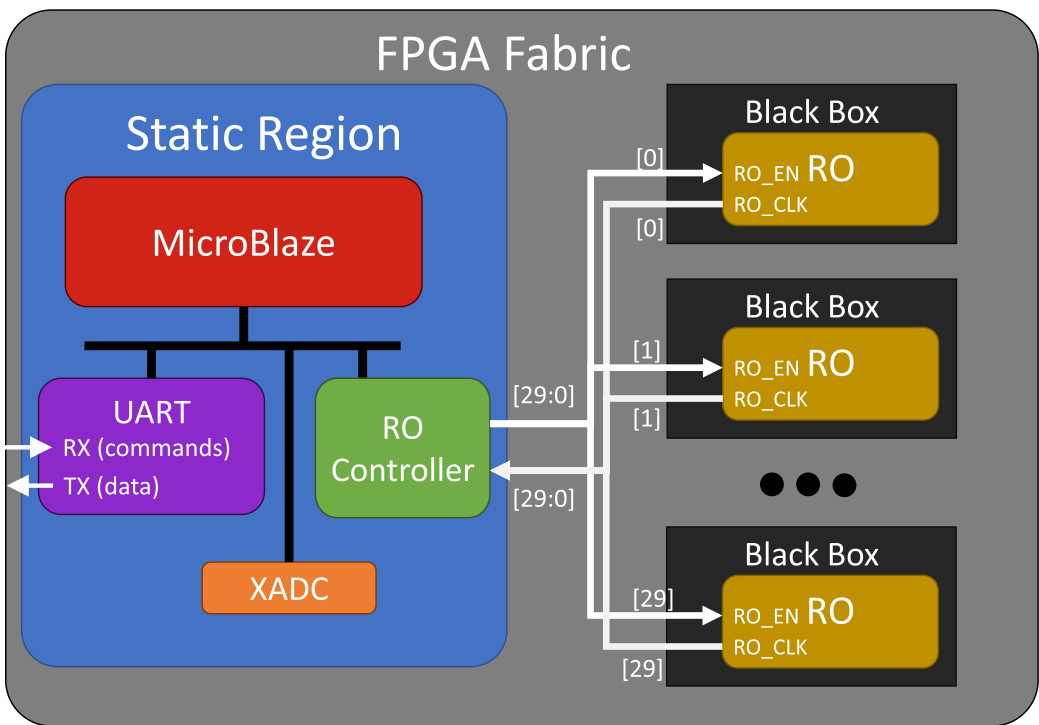 FPGA Fabric
Static Region
MicroBlaze
UART
RX (commands)
TX (data)
RO
Controller
XADC
[29:0]
[29:0]
Black Box
[0]
RO_EN RO
RO_CLK
[0]
Black Box
[1]
RO_EN RO
RO_CLK
[1]
Black Box
[29]
RO_EN RO
RO_CLK
[29]